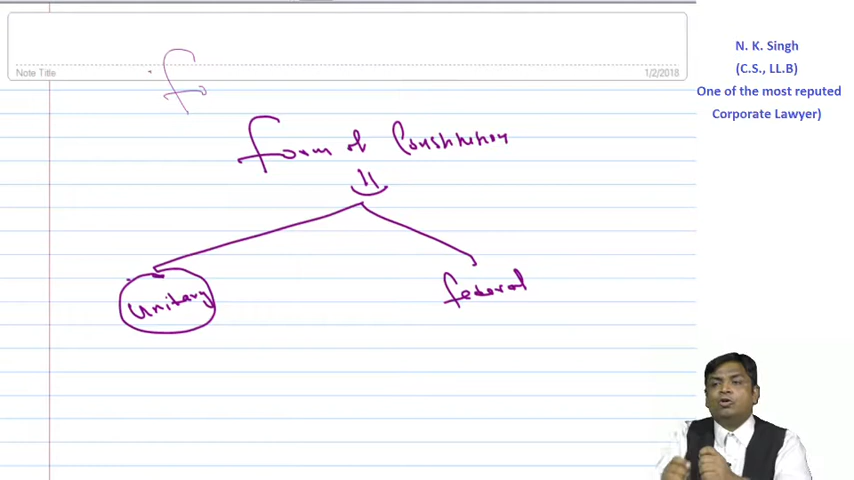 N. K. Singh
(C.S., LL.B)
One of the most reputed
Corporate Lawyer)
Note Title
1/2/2018
f
form of Constitution
Unitary
federal